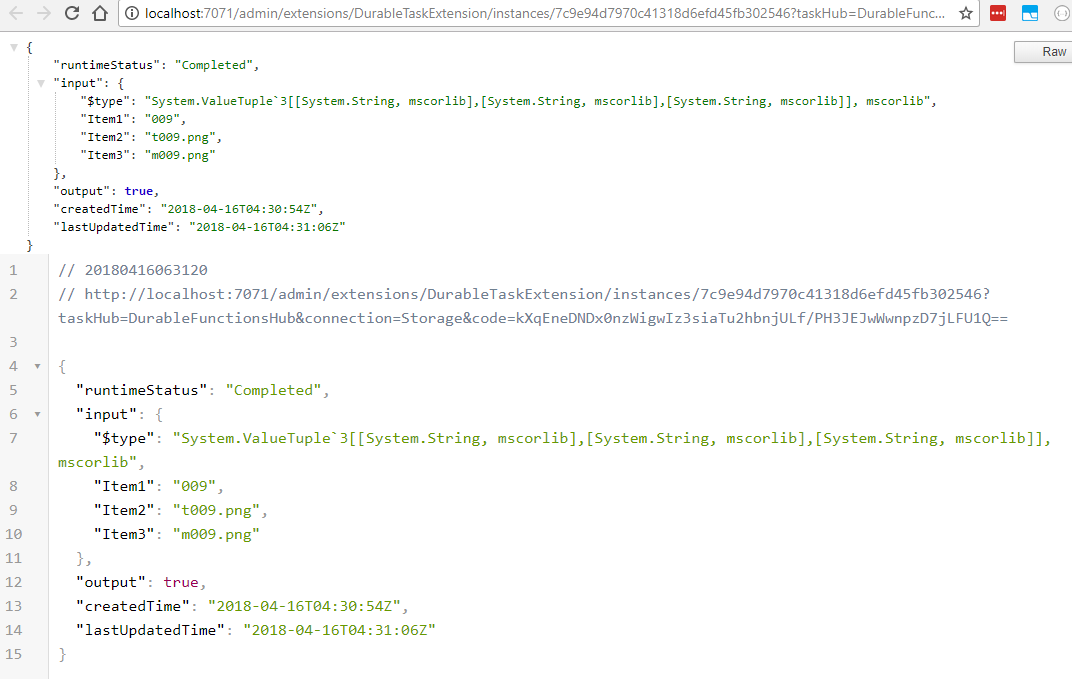 localhost:7071/admin/extensions/DurableTaskExtension/instances/7c9e94d7970c41318d6efd45fb302546?taskHub=DurableFunc...
Raw
{
"runtimeStatus": "Completed",
"input": {
"$type": "System.ValueTuple`3[[System.String, mscorlib],[System.String, mscorlib],[System.String, mscorlib]], mscorlib",
"Item1": "009",
"Item2": "t009.png",
"Item3": "m009.png"
},
"output": true,
"createdTime": "2018-04-16T04:30:54Z",
"lastUpdatedTime": "2018-04-16T04:31:06Z"
}
1 // 20180416063120
2 // http://localhost:7071/admin/extensions/DurableTaskExtension/instances/7c9e94d7970c41318d6efd45fb302546?
taskHub=DurableFunctionsHub&connection=Storage&code=kXqEneDNDx0nzWigwIz3siaTu2hbnjULf/PH3JEJwWwnpzD7jLFU1Q==
3
4 {
5 "runtimeStatus": "Completed",
6 "input": {
7 "$type": "System.ValueTuple`3[[System.String, mscorlib],[System.String, mscorlib],[System.String, mscorlib]],
mscorlib",
8 "Item1": "009",
9 "Item2": "t009.png",
10 "Item3": "m009.png"
11 },
12 "output": true,
13 "createdTime": "2018-04-16T04:30:54Z",
14 "lastUpdatedTime": "2018-04-16T04:31:06Z"
15 }